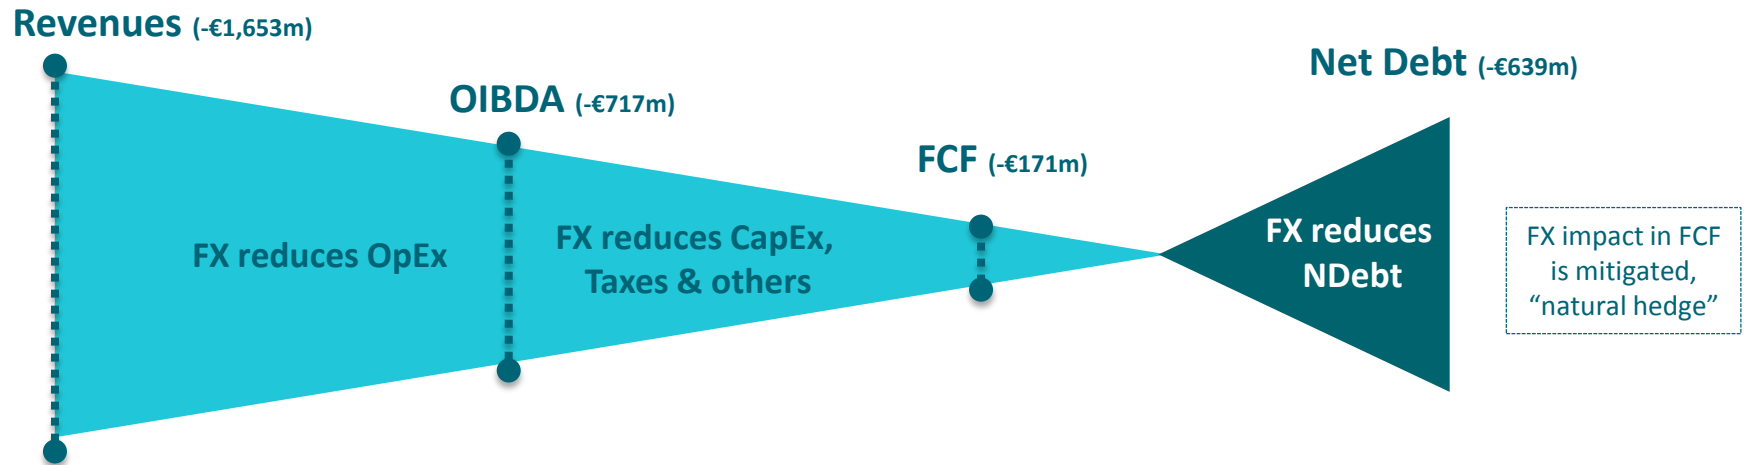 Revenues (-€1,653m)
OIBDA (-€717m)
FCF (-€171m)
Net Debt (-€639m)
FX reduces OpEx
FX reduces CapEx,
Taxes & others
FX reduces
NDebt
FX impact in FCF
is mitigated,
“natural hedge”